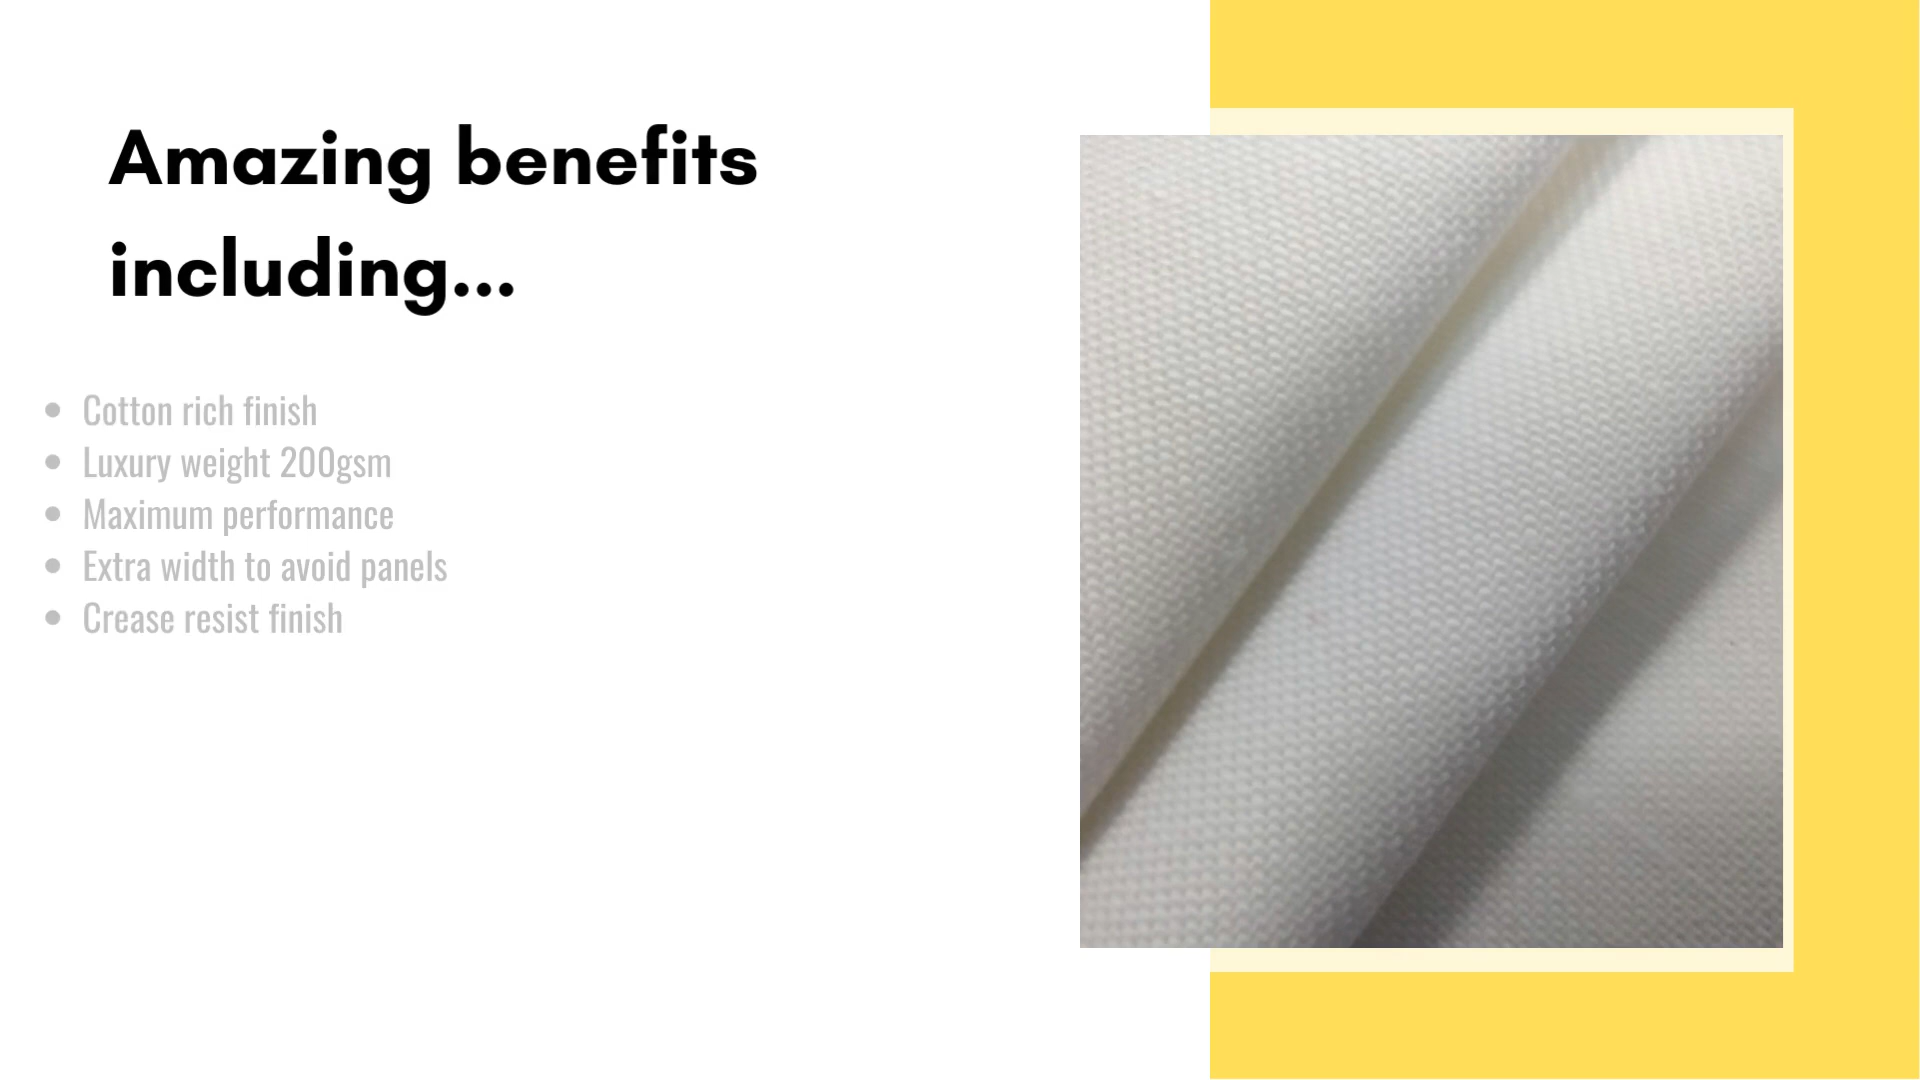 Amazing benefits
including...
• Cotton rich finish
• Luxury weight 200gsm
• Maximum performance
• Extra width to avoid panels
• Crease resist finish